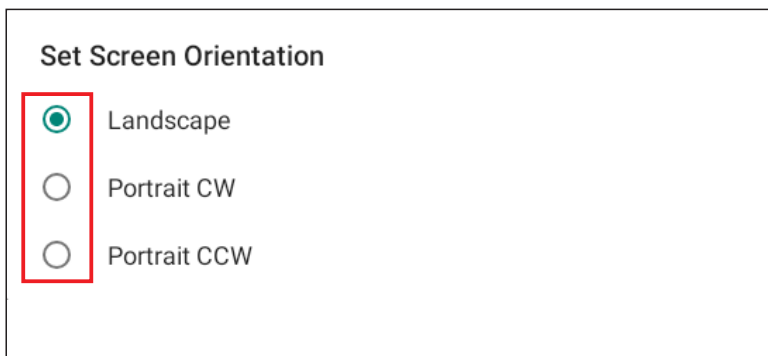 Set Screen Orientation
Landscape
Portrait CW
Portrait CCW